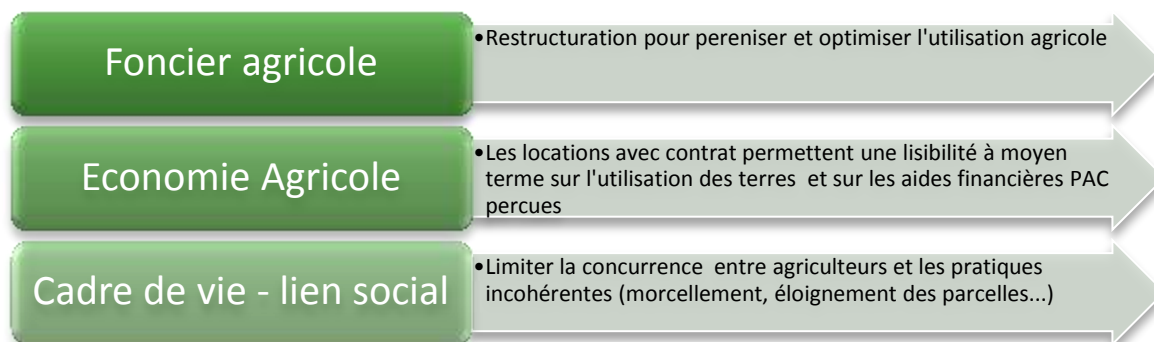 Foncier agricole
•Restructuration pour pereniser et optimiser l'utilisation agricole
Economie Agricole
•Les locations avec contrat permettent une lisibilité à moyen
terme sur l'utilisation des terres et sur les aides financières PAC
percues
Cadre de vie - lien social
•Limiter la concurrence entre agriculteurs et les pratiques
incohérentes (morcellement, éloignement des parcelles...)